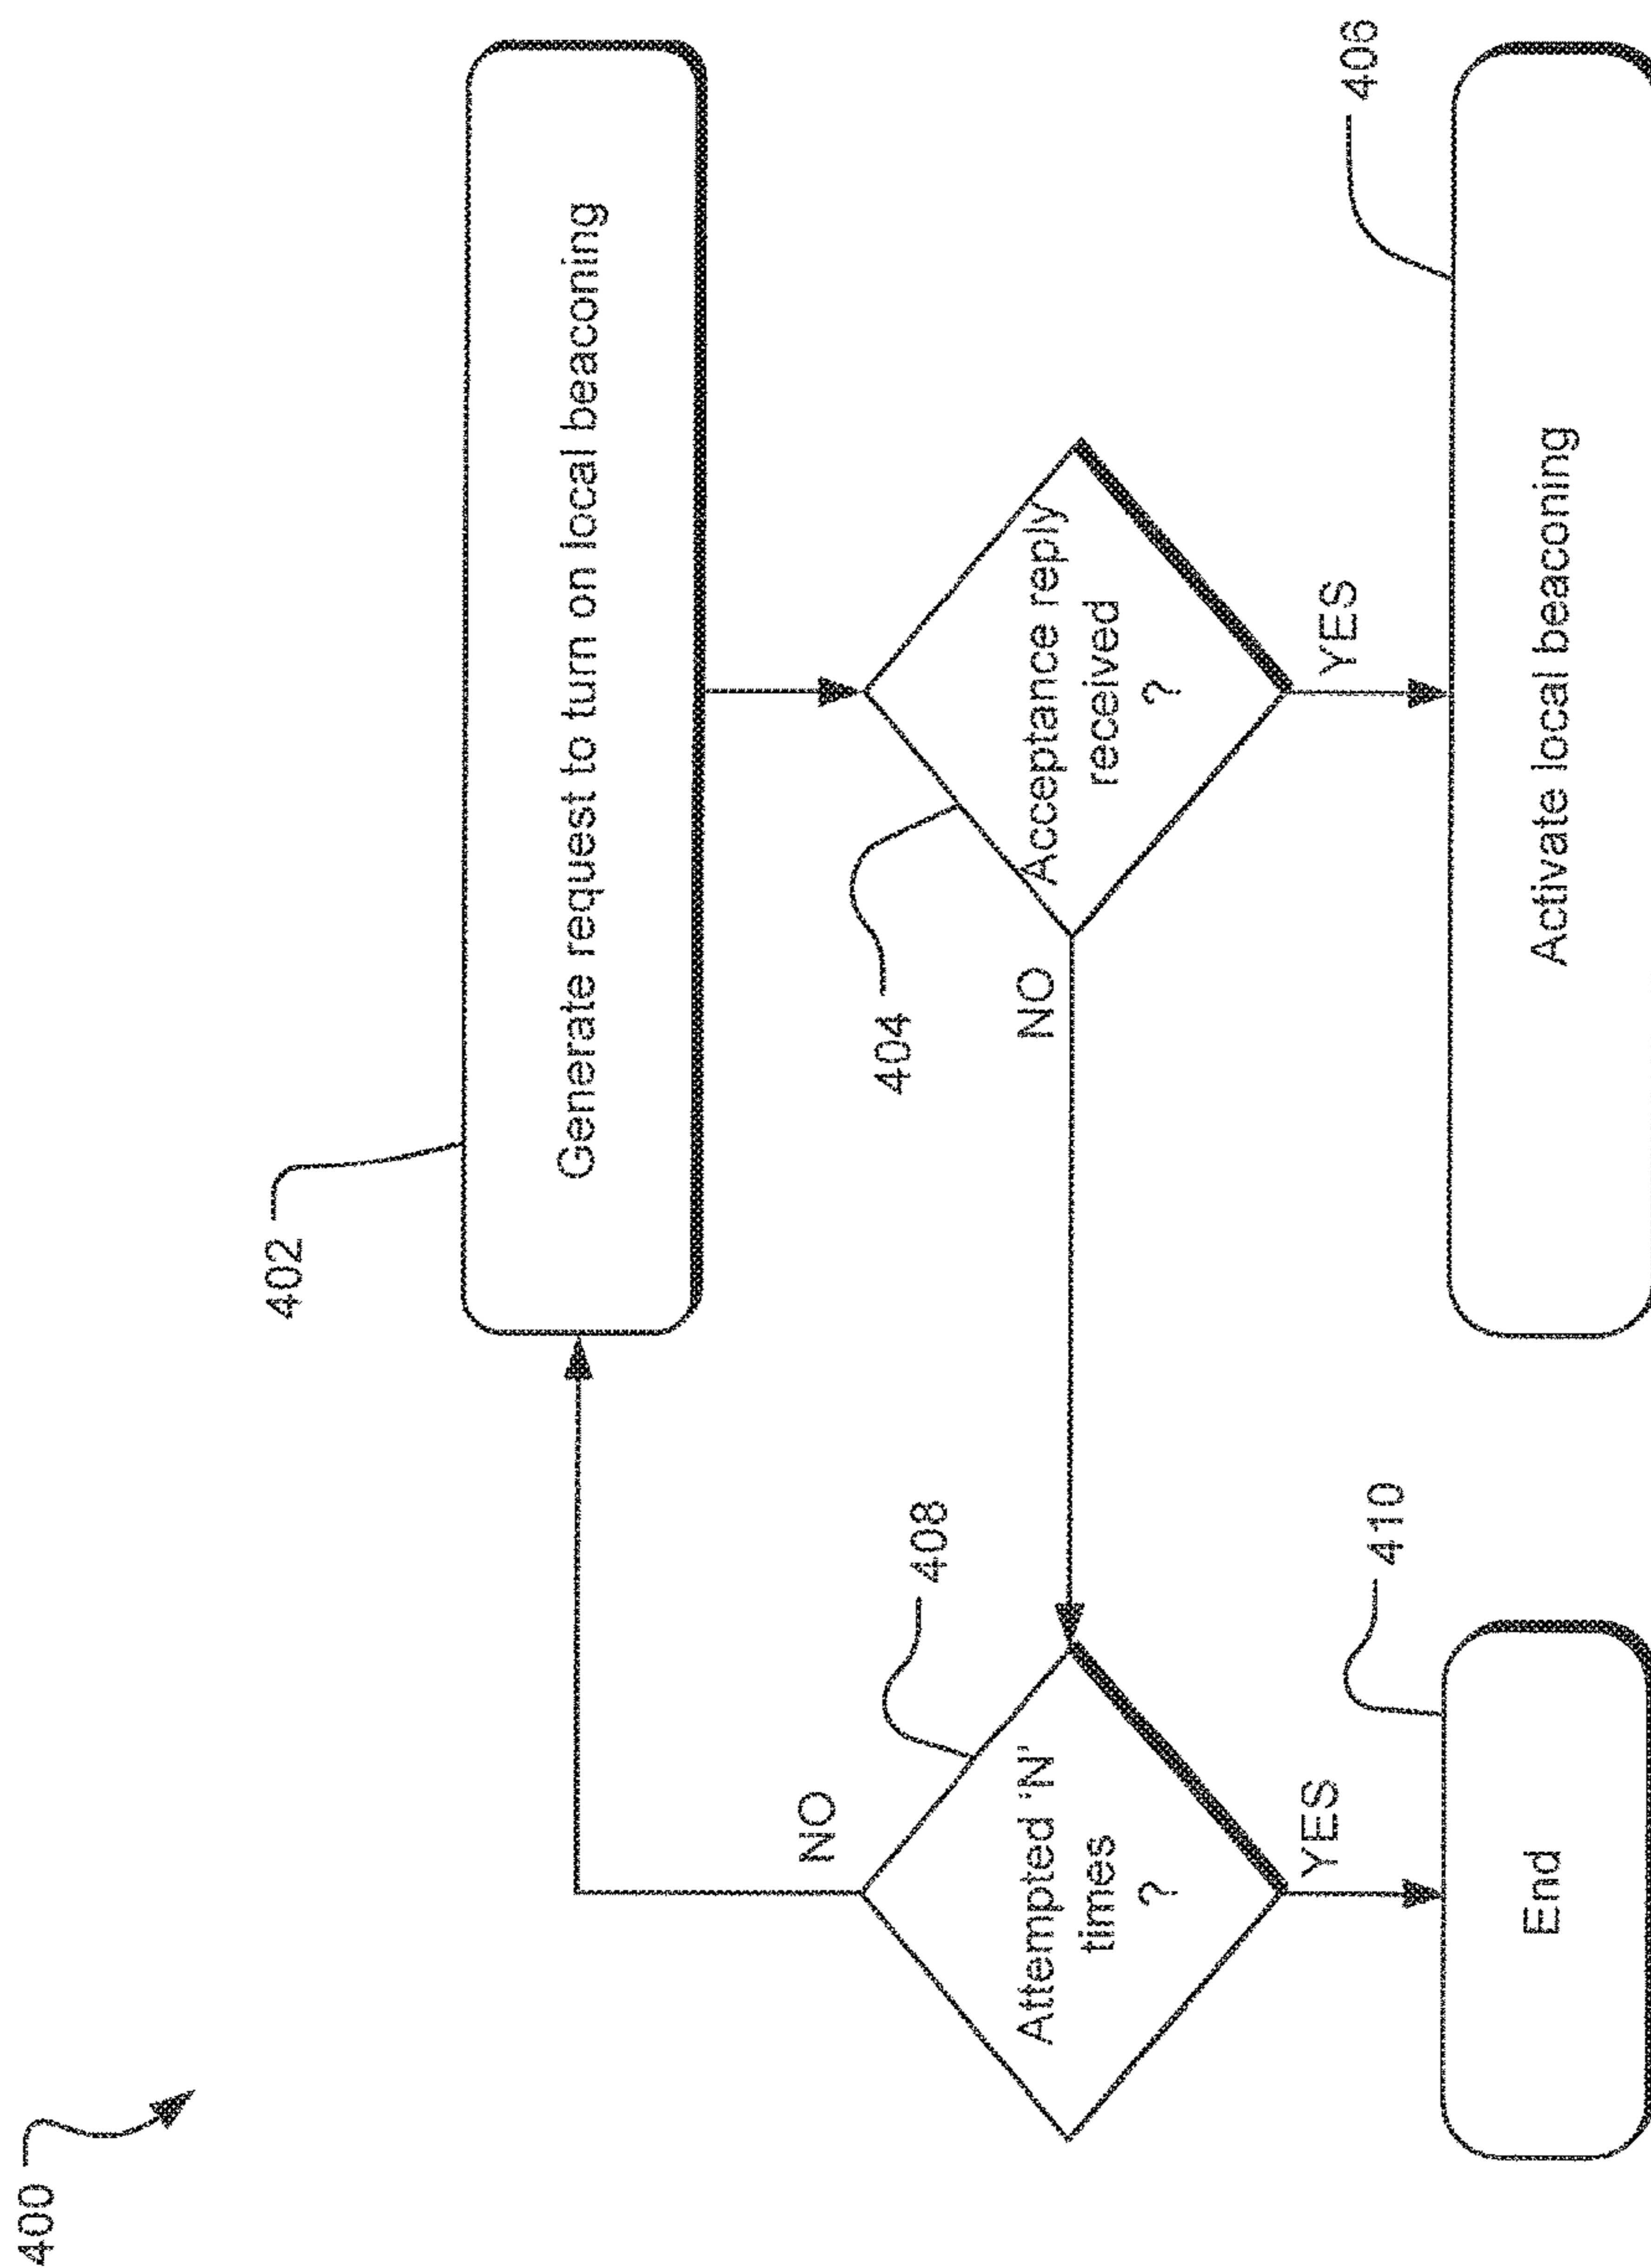 400
402
Generate request to turn on local beaconing
404
Acceptance reply
received
?
NO
YES
406
Activate local beaconing
408
Attempted 'N'
times
?
NO
YES
410
End